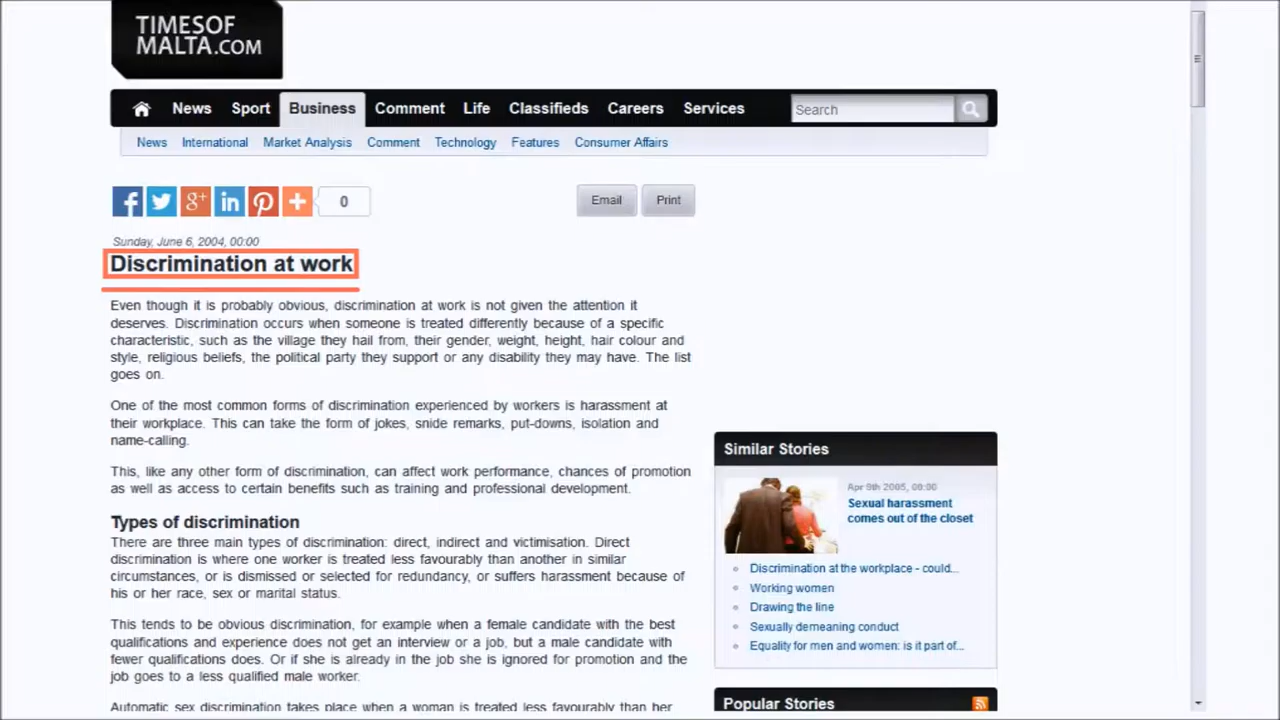 TIMESOF
MALTA.COM
News Sport Business Comment Life Classifieds Careers Services Search
News International Market Analysis Comment Technology Features Consumer Affairs
0 Email Print
Sunday, June 6, 2004, 00:00
Discrimination at work
Even though it is probably obvious, discrimination at work is not given the attention it
deserves. Discrimination occurs when someone is treated differently because of a specific
characteristic, such as the village they hail from, their gender, weight, height, hair colour and
style, religious beliefs, the political party they support or any disability they may have. The list
goes on.
One of the most common forms of discrimination experienced by workers is harassment at
their workplace. This can take the form of jokes, snide remarks, put-downs, isolation and
name-calling.
This, like any other form of discrimination, can affect work performance, chances of promotion
as well as access to certain benefits such as training and professional development.
Types of discrimination
There are three main types of discrimination: direct, indirect and victimisation. Direct
discrimination is where one worker is treated less favourably than another in similar
circumstances, or is dismissed or selected for redundancy, or suffers harassment because of
his or her race, sex or marital status.
This tends to be obvious discrimination, for example when a female candidate with the best
qualifications and experience does not get an interview or a job, but a male candidate with
fewer qualifications does. Or if she is already in the job she is ignored for promotion and the
job goes to a less qualified male worker.
Automatic sex discrimination takes place when a woman is treated less favourably than her
Similar Stories
Apr 9th 2005, 00:00
Sexual harassment
comes out of the closet
Discrimination at the workplace - could...
Working women
Drawing the line
Sexually demeaning conduct
Equality for men and women: is it part of...
Popular Stories